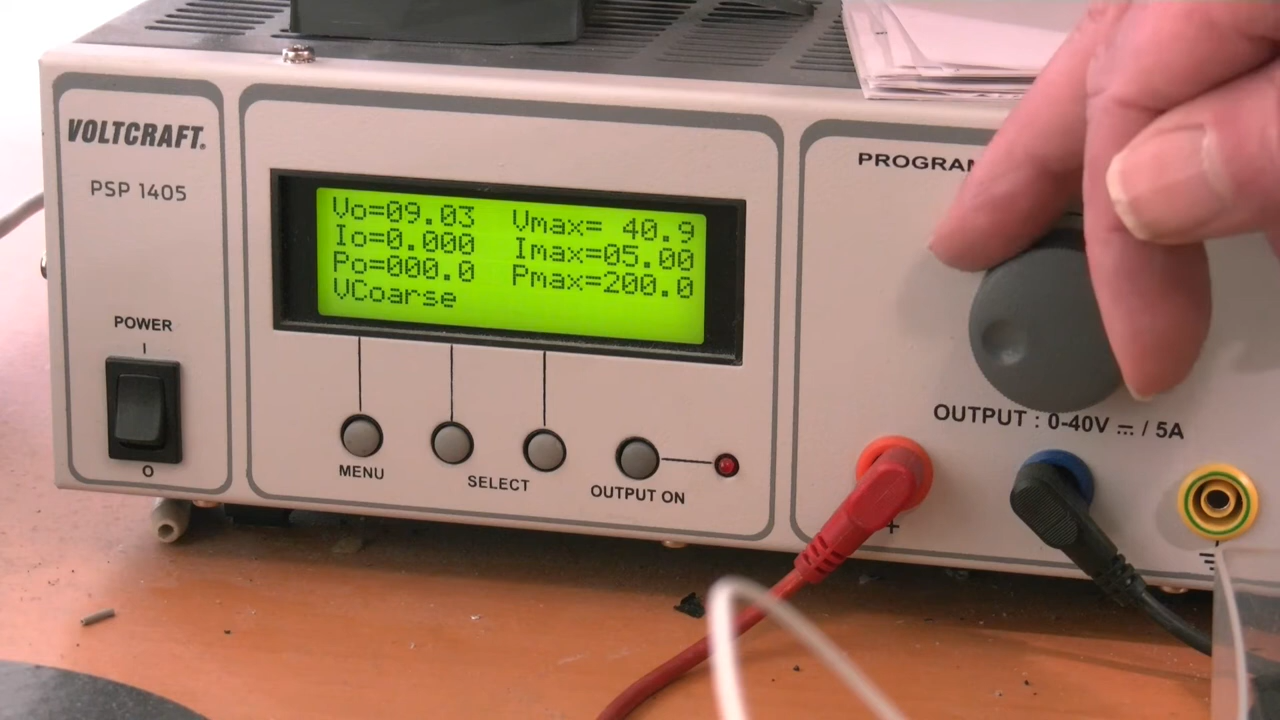 VOLTCRAFT.
PSP 1405
POWER
I
O
Vo=09.03 Vmax= 40.9
Io=0.000 Imax=05.00
Po=000.0 Pmax=200.0
VCoarse
MENU
SELECT
OUTPUT ON
OUTPUT : 0-40V ⎓ / 5A
+